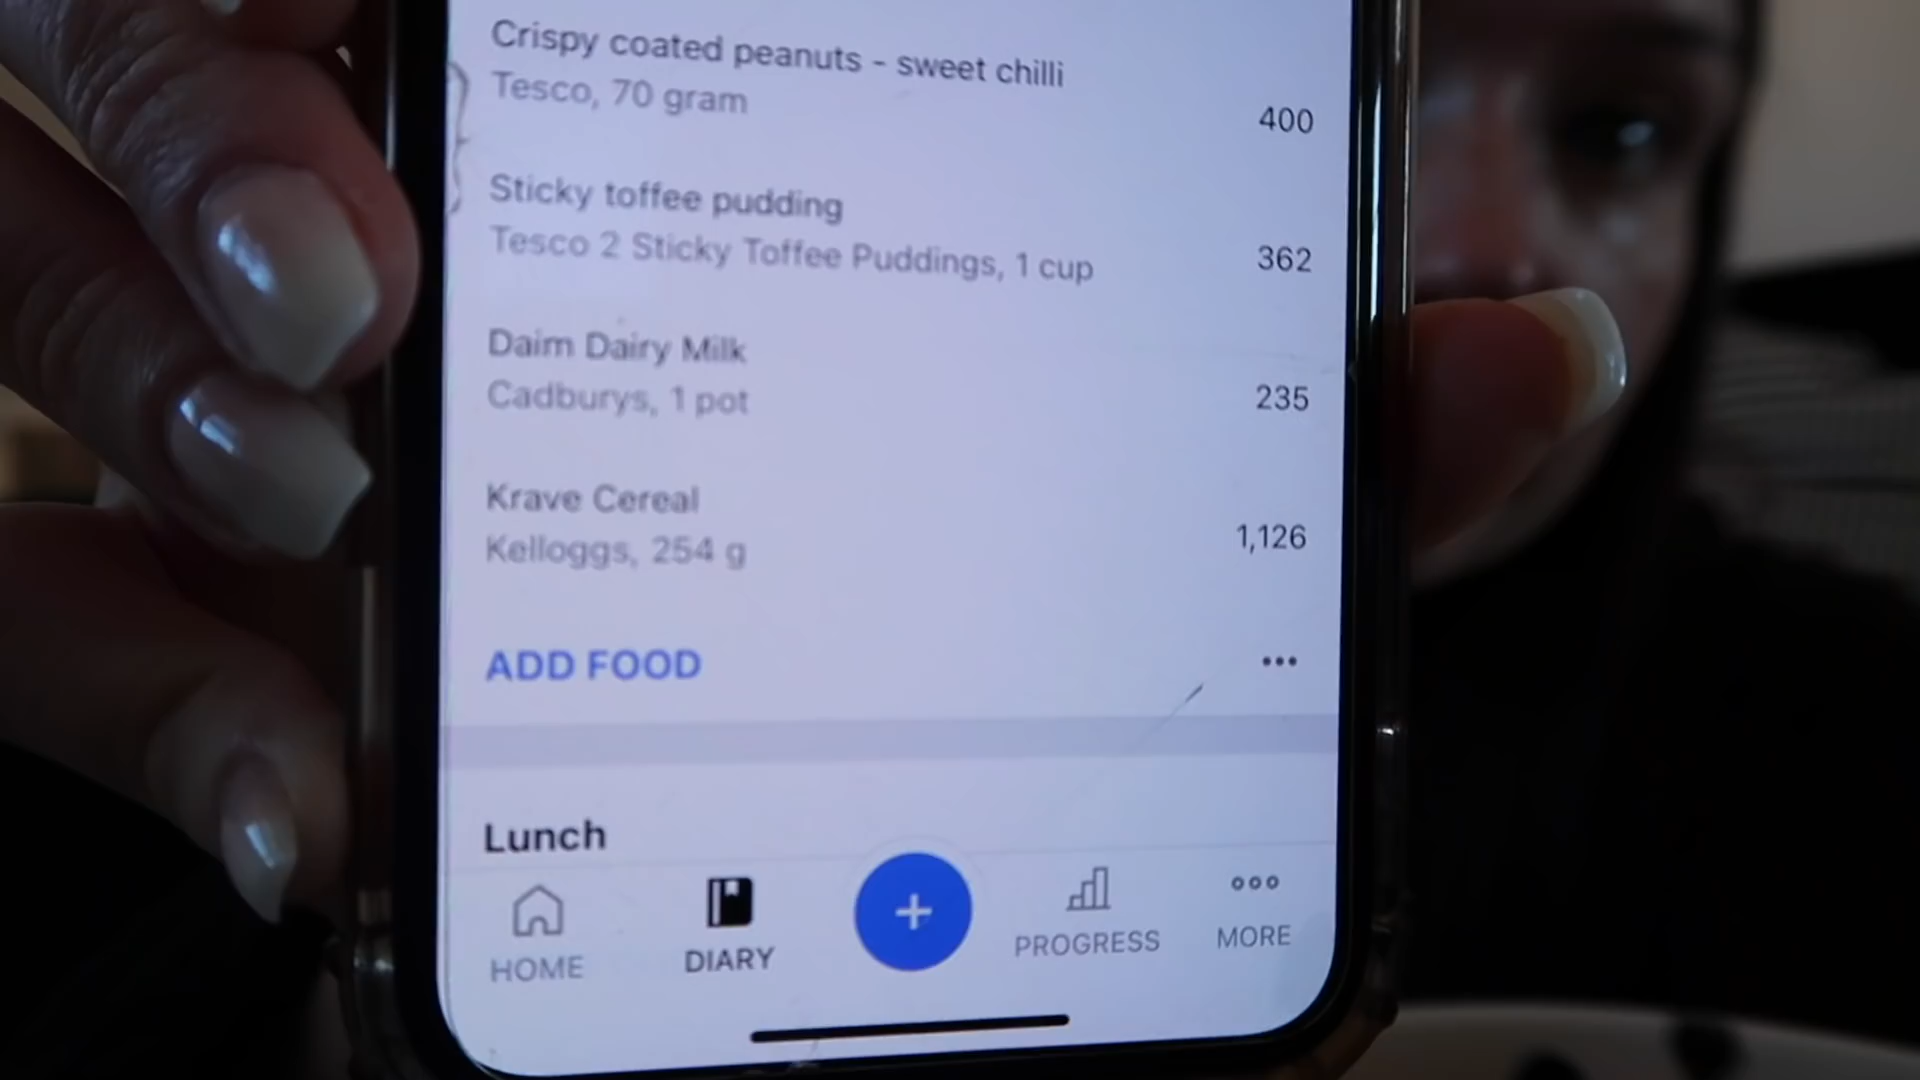 Crispy coated peanuts - sweet chilli
Tesco, 70 gram
400
Sticky toffee pudding
Tesco 2 Sticky Toffee Puddings, 1 cup
362
Daim Dairy Milk
Cadburys, 1 pot
235
Krave Cereal
Kelloggs, 254 g
1,126
ADD FOOD
Lunch
HOME
DIARY
PROGRESS
MORE